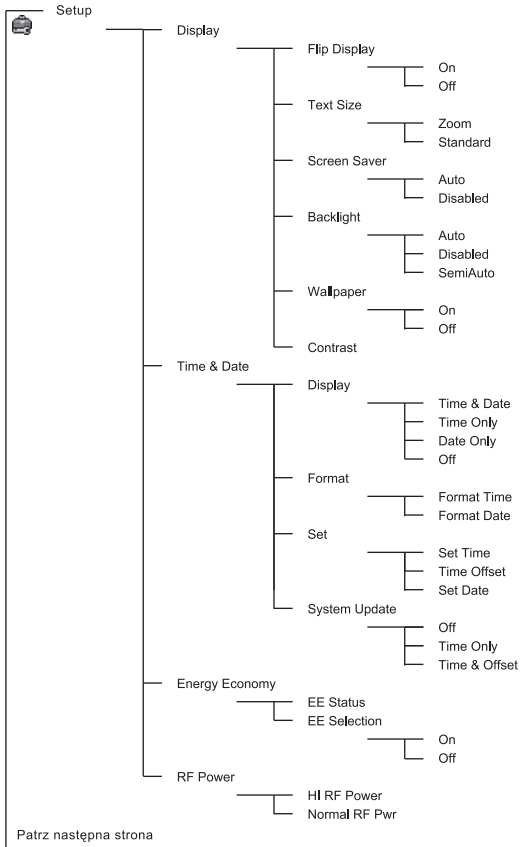 Setup
Display
Flip Display
On
Off
Text Size
Zoom
Standard
Screen Saver
Auto
Disabled
Backlight
Auto
Disabled
SemiAuto
Wallpaper
On
Off
Contrast
Time & Date
Display
Time & Date
Time Only
Date Only
Off
Format
Format Time
Format Date
Set
Set Time
Time Offset
Set Date
System Update
Off
Time Only
Time & Offset
Energy Economy
EE Status
EE Selection
On
Off
RF Power
HI RF Power
Normal RF Pwr
Patrz następna strona